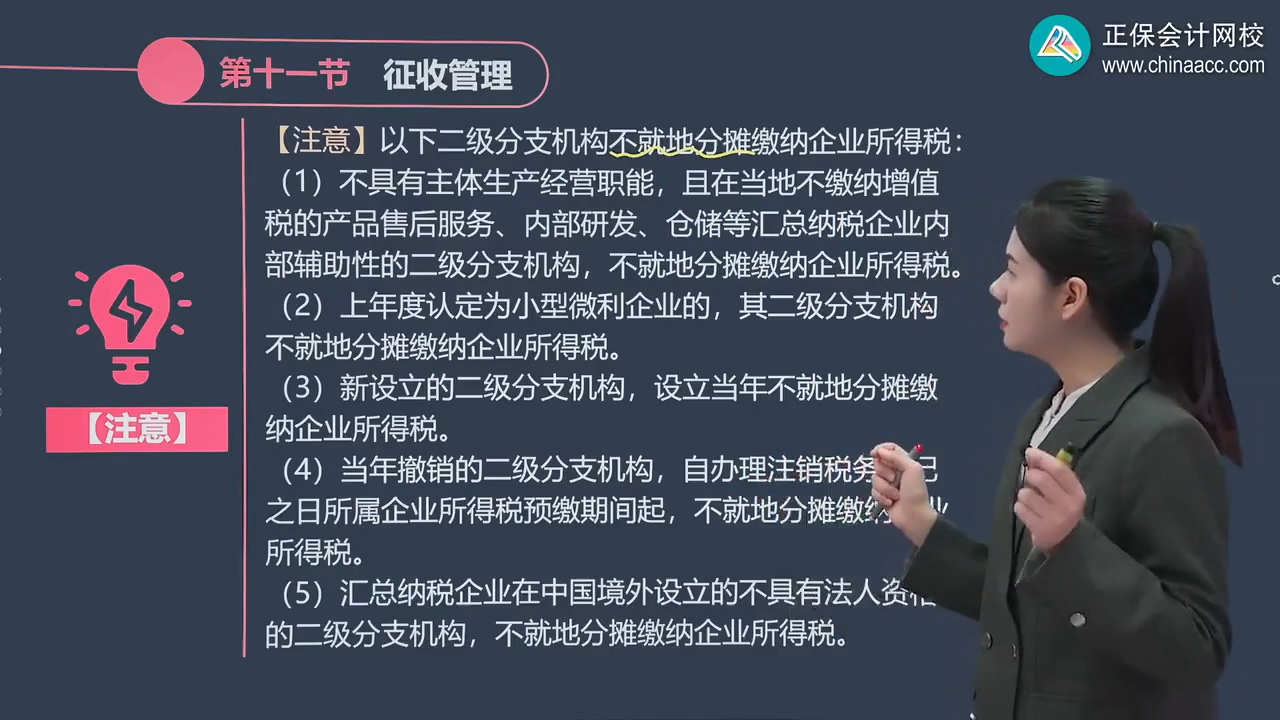 正保会计网校
www.chinaacc.com
第十一节 征收管理
【注意】以下二级分支机构不就地分摊缴纳企业所得税：
（1）不具有主体生产经营职能，且在当地不缴纳增值
税的产品售后服务、内部研发、仓储等汇总纳税企业内
部辅助性的二级分支机构，不就地分摊缴纳企业所得税。
（2）上年度认定为小型微利企业的，其二级分支机构
不就地分摊缴纳企业所得税。
（3）新设立的二级分支机构，设立当年不就地分摊缴
纳企业所得税。
（4）当年撤销的二级分支机构，自办理注销税务
之日所属企业所得税预缴期间起，不就地分摊缴纳
所得税。
（5）汇总纳税企业在中国境外设立的不具有法人资格
的二级分支机构，不就地分摊缴纳企业所得税。
【注意】